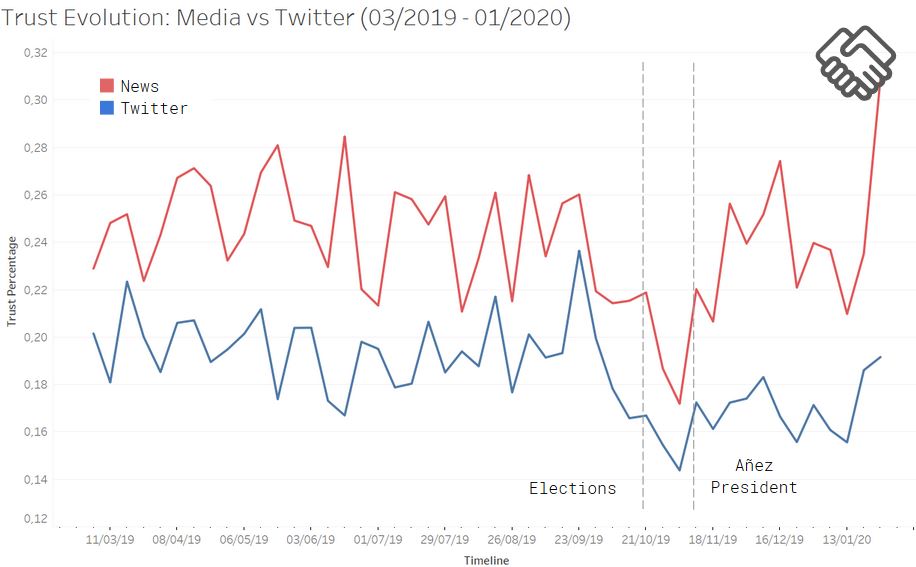 Trust Evolution: Media vs Twitter (03/2019 - 01/2020)
0,32
News
Twitter
0,30
0,28
0,26
0,24
0,22
0,20
0,18
0,16
0,14
0,12
Trust Percentage
Elections
Añez
President
11/03/19 08/04/19 06/05/19 03/06/19 01/07/19 29/07/19 26/08/19 23/09/19 21/10/19 18/11/19 16/12/19 13/01/20
Timeline